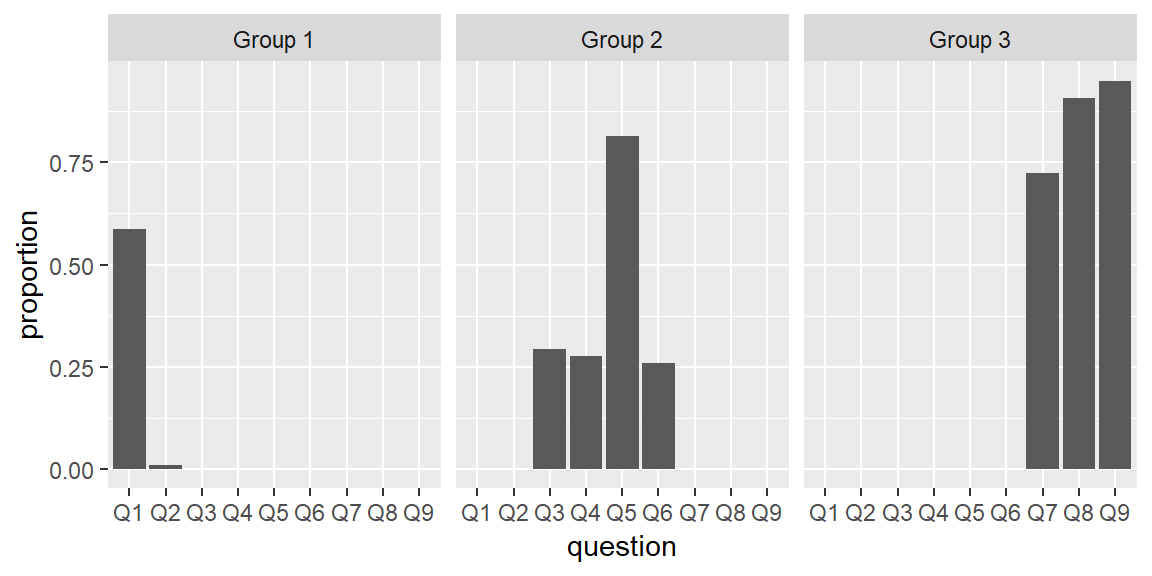 Group 1 Group 2 Group 3
proportion
0.75
0.50
0.25
0.00
Q1 Q2 Q3 Q4 Q5 Q6 Q7 Q8 Q9 Q1 Q2 Q3 Q4 Q5 Q6 Q7 Q8 Q9 Q1 Q2 Q3 Q4 Q5 Q6 Q7 Q8 Q9
question